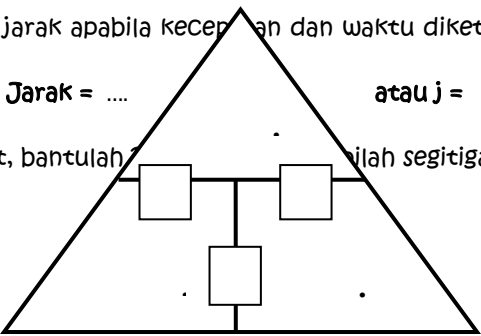 jarak apabila kecep an dan waktu diket
Jarak = .... atau j =
t, bantulah ilah segitiga